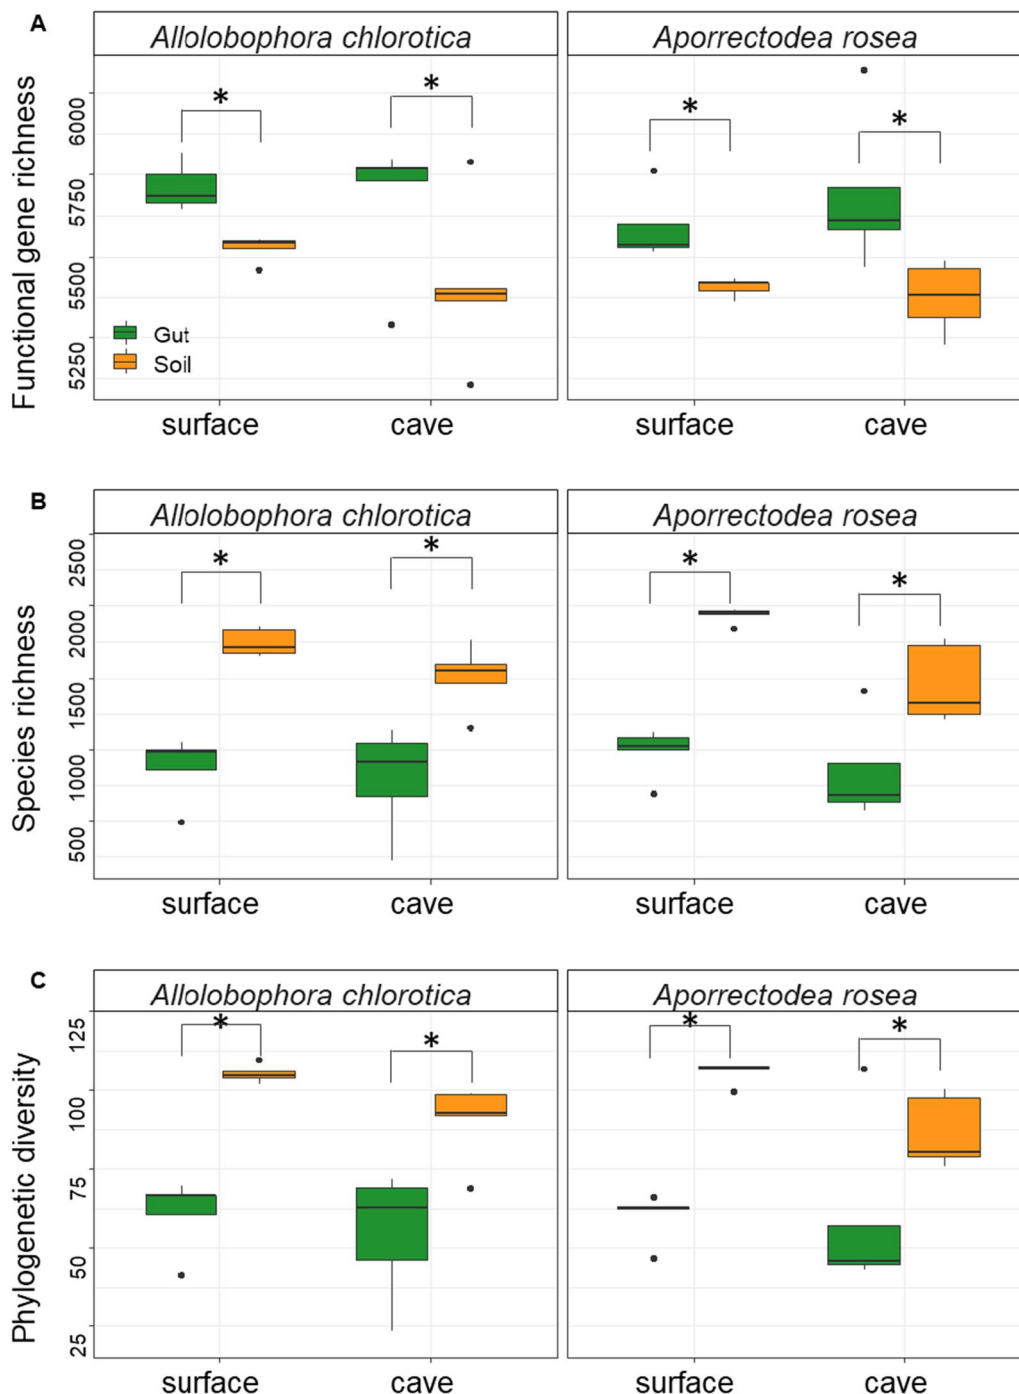 A
Allolobophora chlorotica
Aporrectodea rosea
Functional gene richness
6000
5750
5500
5250
*
*
*
*
Gut
Soil
surface
cave
surface
cave
B
Allolobophora chlorotica
Aporrectodea rosea
Species richness
2500
2000
1500
1000
500
*
*
*
*
surface
cave
surface
cave
C
Allolobophora chlorotica
Aporrectodea rosea
Phylogenetic diversity
125
100
75
50
25
*
*
*
*
surface
cave
surface
cave